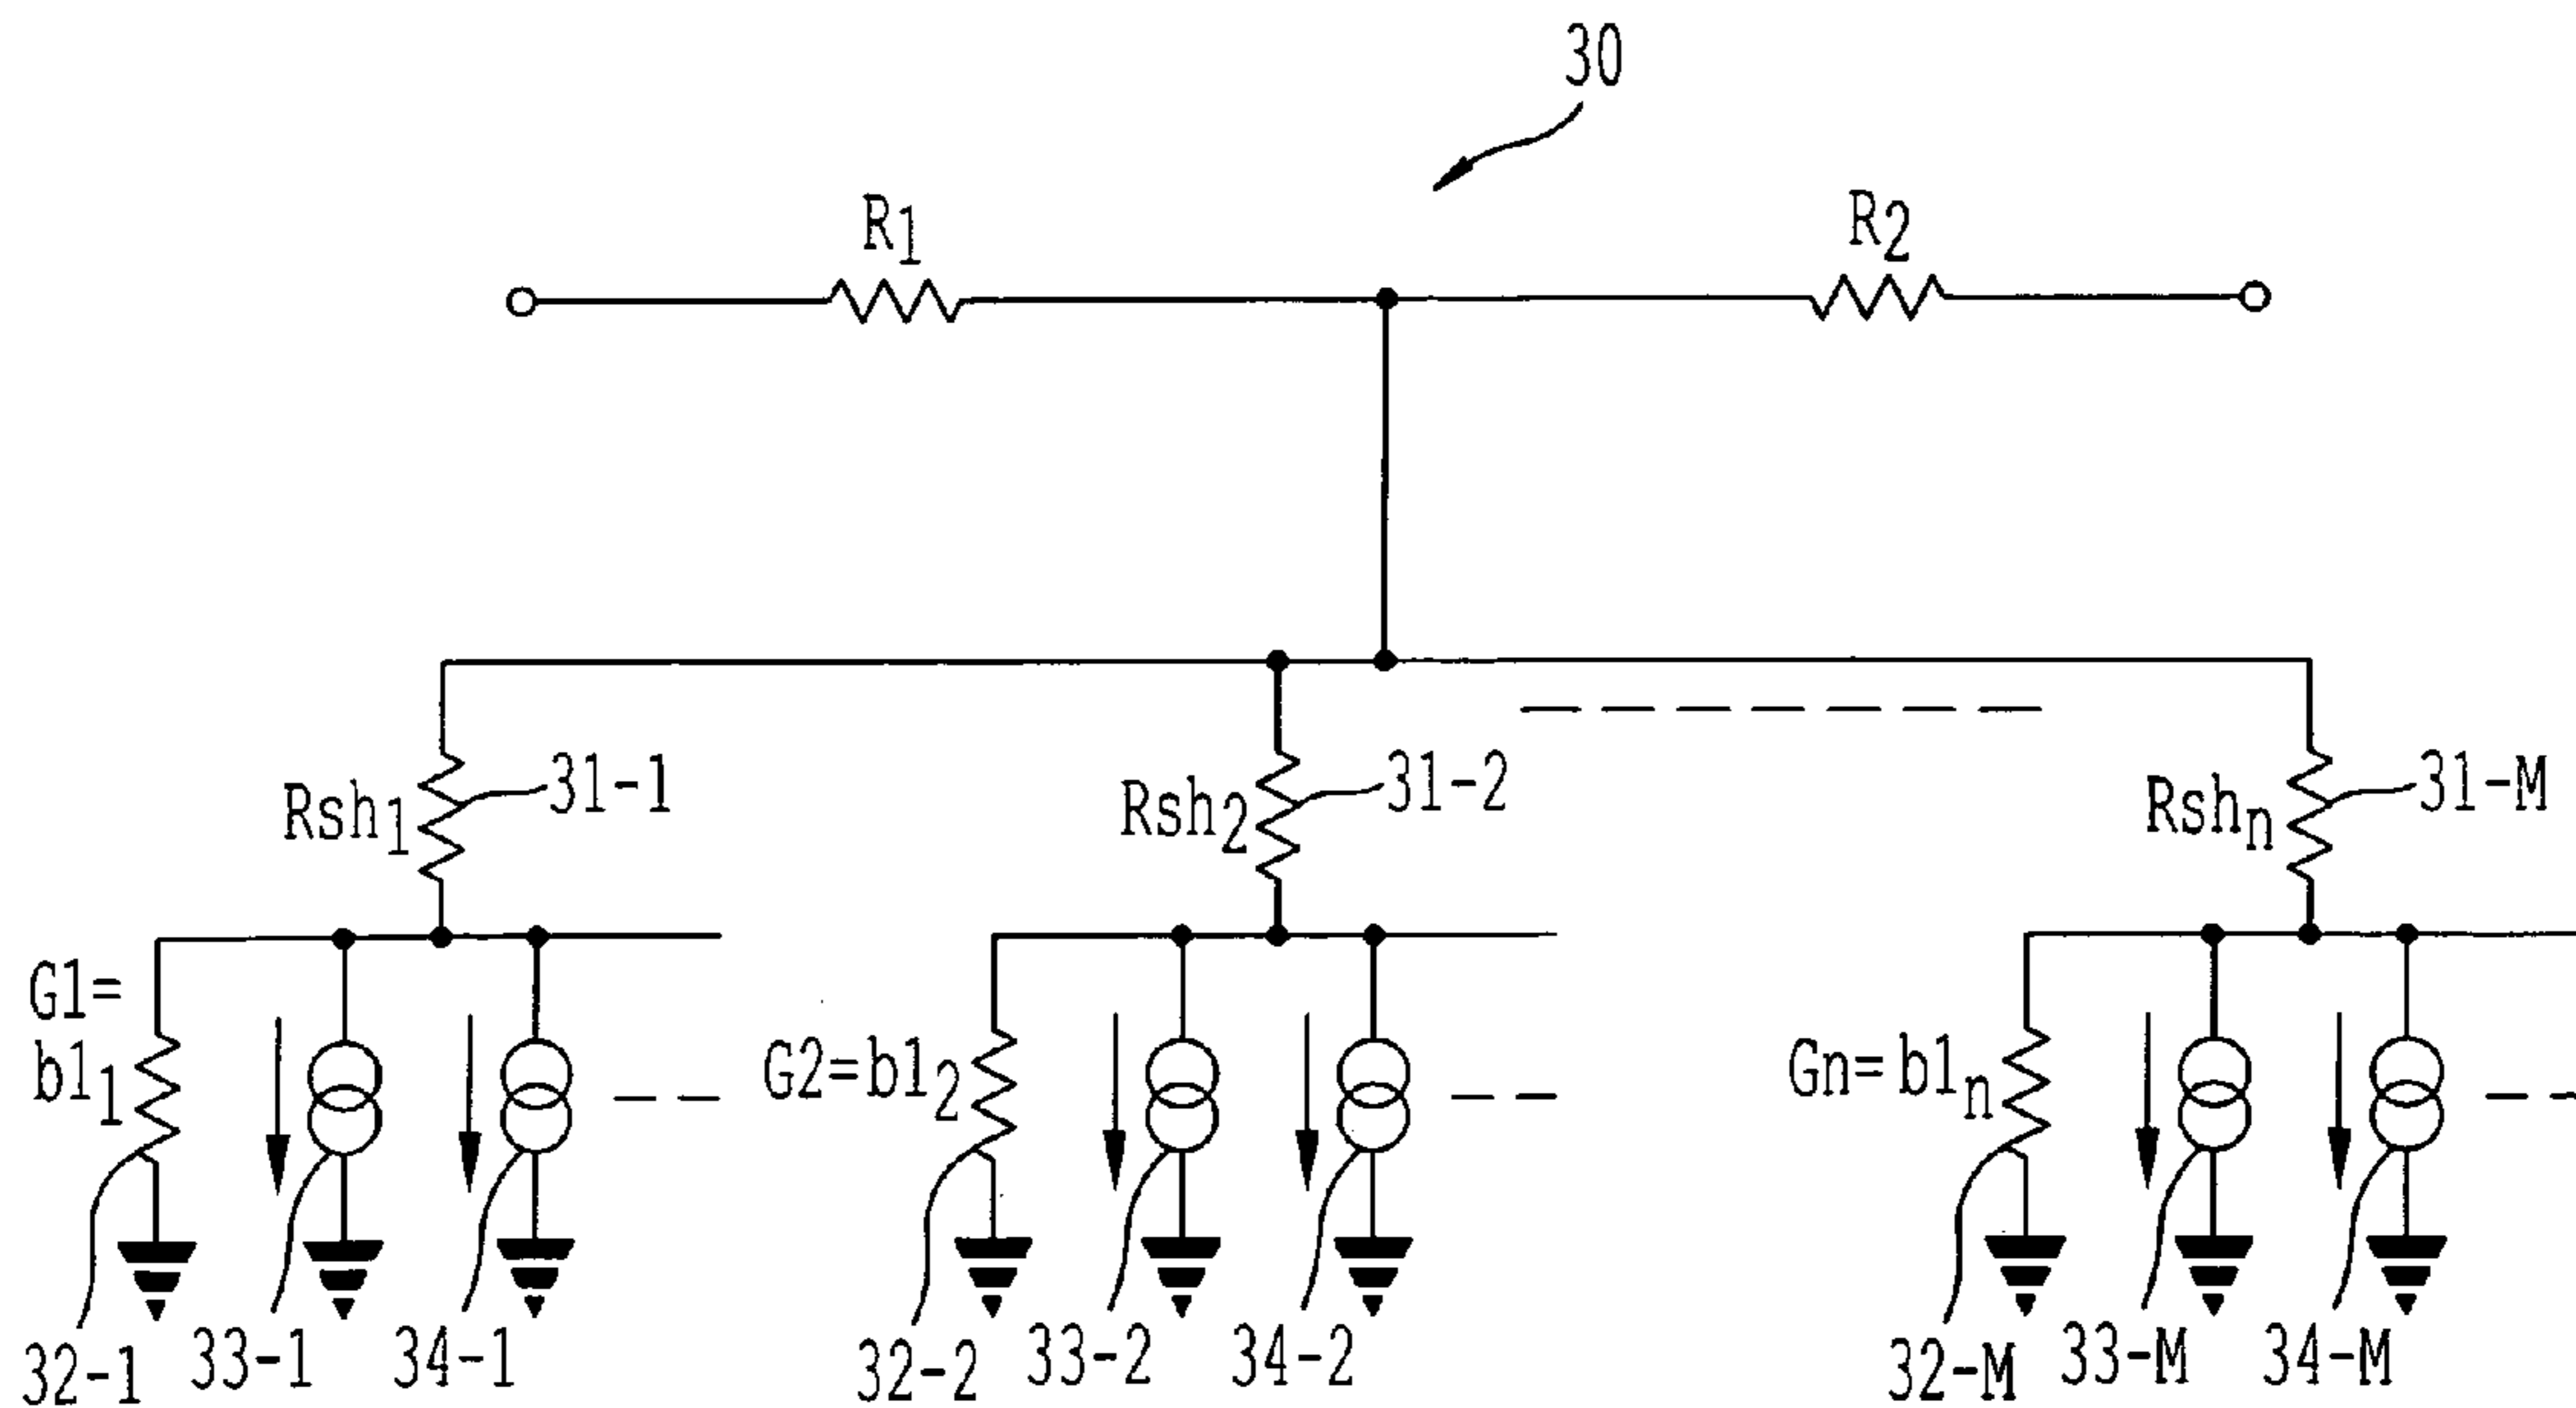 30
R1
R2
Rsh1
31-1
Rsh2
31-2
Rshn
31-M
G1=
b11
G2=b12
Gn=b1n
32-1
33-1
34-1
32-2
33-2
34-2
32-M
33-M
34-M